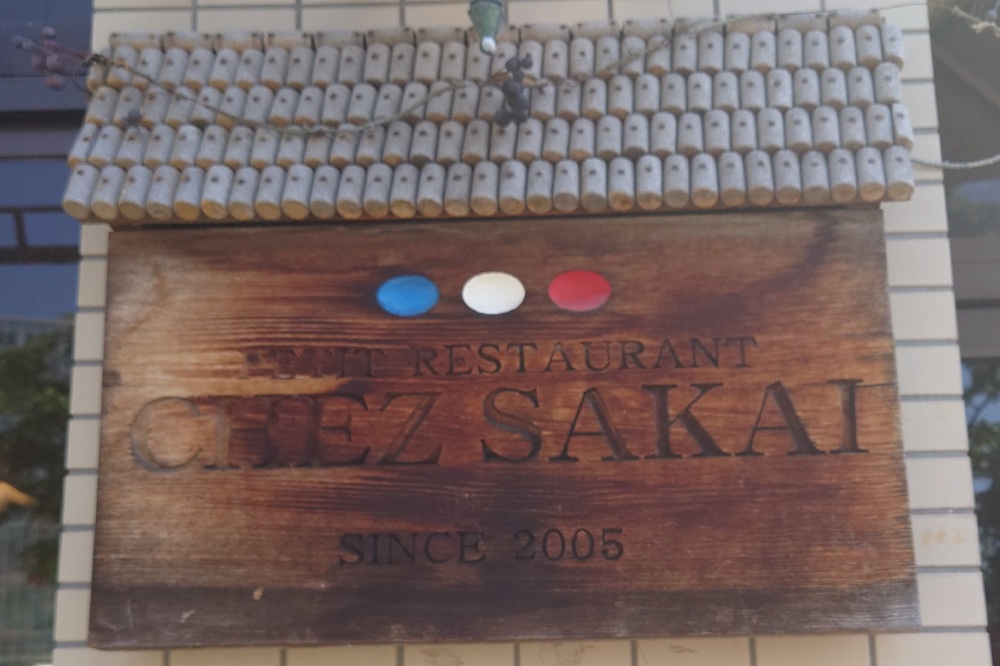 PETIT RESTAURANT
CHEZ SAKAI
SINCE 2005